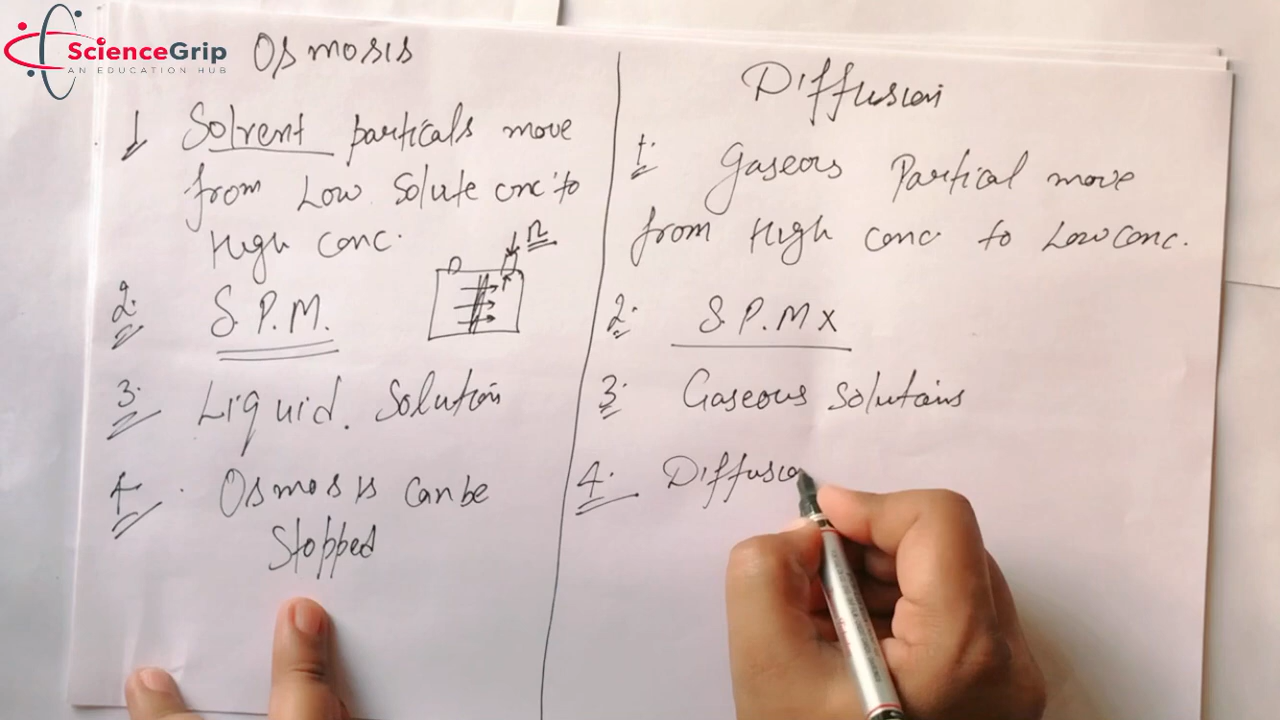 ScienceGrip
AN EDUCATION HUB
Osmosis
1 Solvent particals move
from Low Solute conc to
High conc.
π
2. S.P.M.
3. Liquid. Solution
4. Osmosis can be
Stopped
Diffusion
1. Gaseous Partical move
from High conc to Low conc.
2. S.P.M x
3. Gaseous Solutions
4. Diffusio